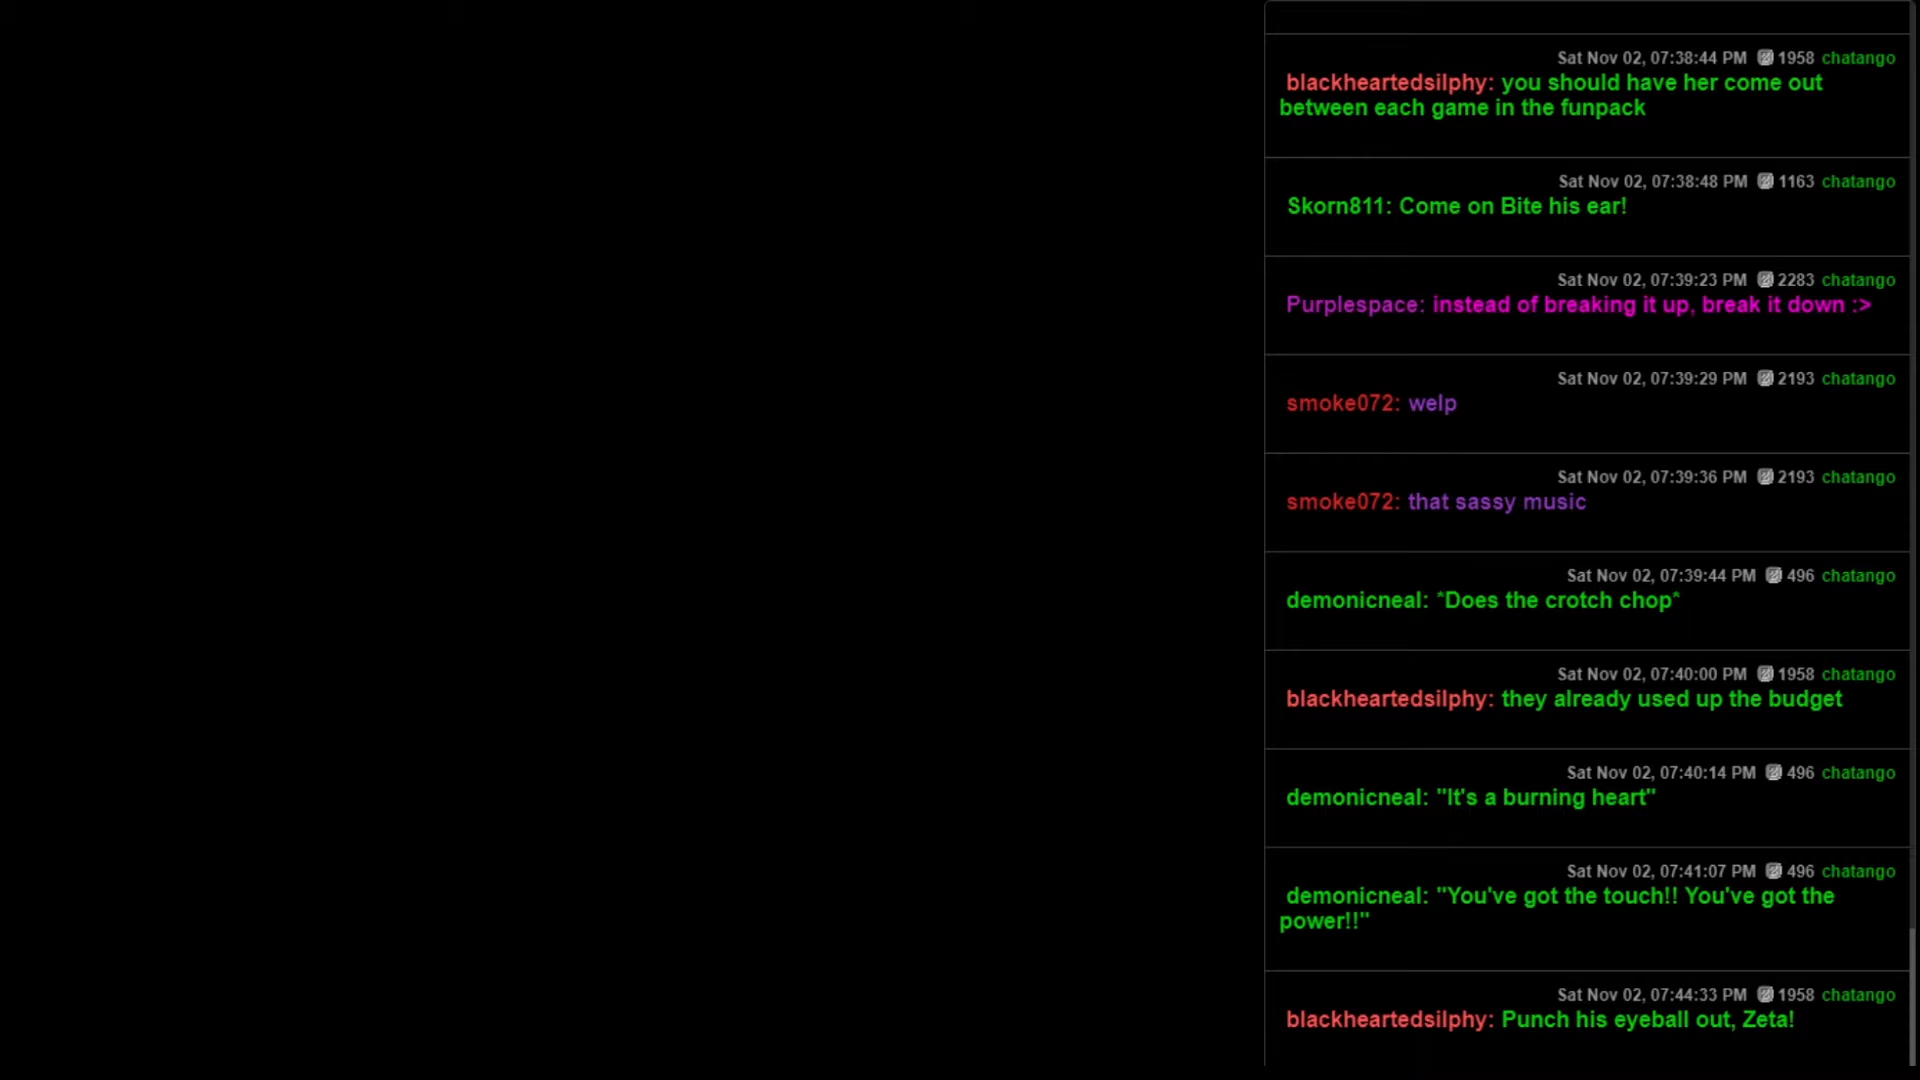 Sat Nov 02, 07:38:44 PM 1958 chatango
blackheartedsilphy: you should have her come out
between each game in the funpack
Sat Nov 02, 07:38:48 PM 1163 chatango
Skorn811: Come on Bite his ear!
Sat Nov 02, 07:39:23 PM 2283 chatango
Purplespace: instead of breaking it up, break it down :>
Sat Nov 02, 07:39:29 PM 2193 chatango
smoke072: welp
Sat Nov 02, 07:39:36 PM 2193 chatango
smoke072: that sassy music
Sat Nov 02, 07:39:44 PM 496 chatango
demonicneal: *Does the crotch chop*
Sat Nov 02, 07:40:00 PM 1958 chatango
blackheartedsilphy: they already used up the budget
Sat Nov 02, 07:40:14 PM 496 chatango
demonicneal: "It's a burning heart"
Sat Nov 02, 07:41:07 PM 496 chatango
demonicneal: "You've got the touch!! You've got the
power!!"
Sat Nov 02, 07:44:33 PM 1958 chatango
blackheartedsilphy: Punch his eyeball out, Zeta!